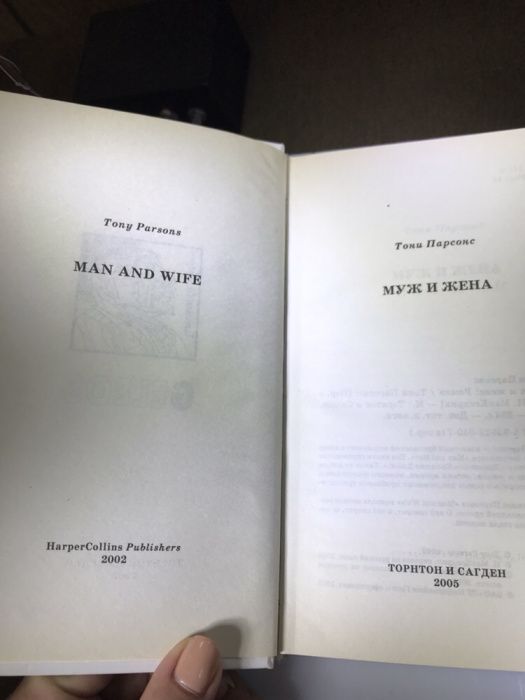 Tony Parsons
MAN AND WIFE
HarperCollins Publishers
2002
Тони Парсонс
МУЖ И ЖЕНА
ТОРНТОН И САГДЕН
2005